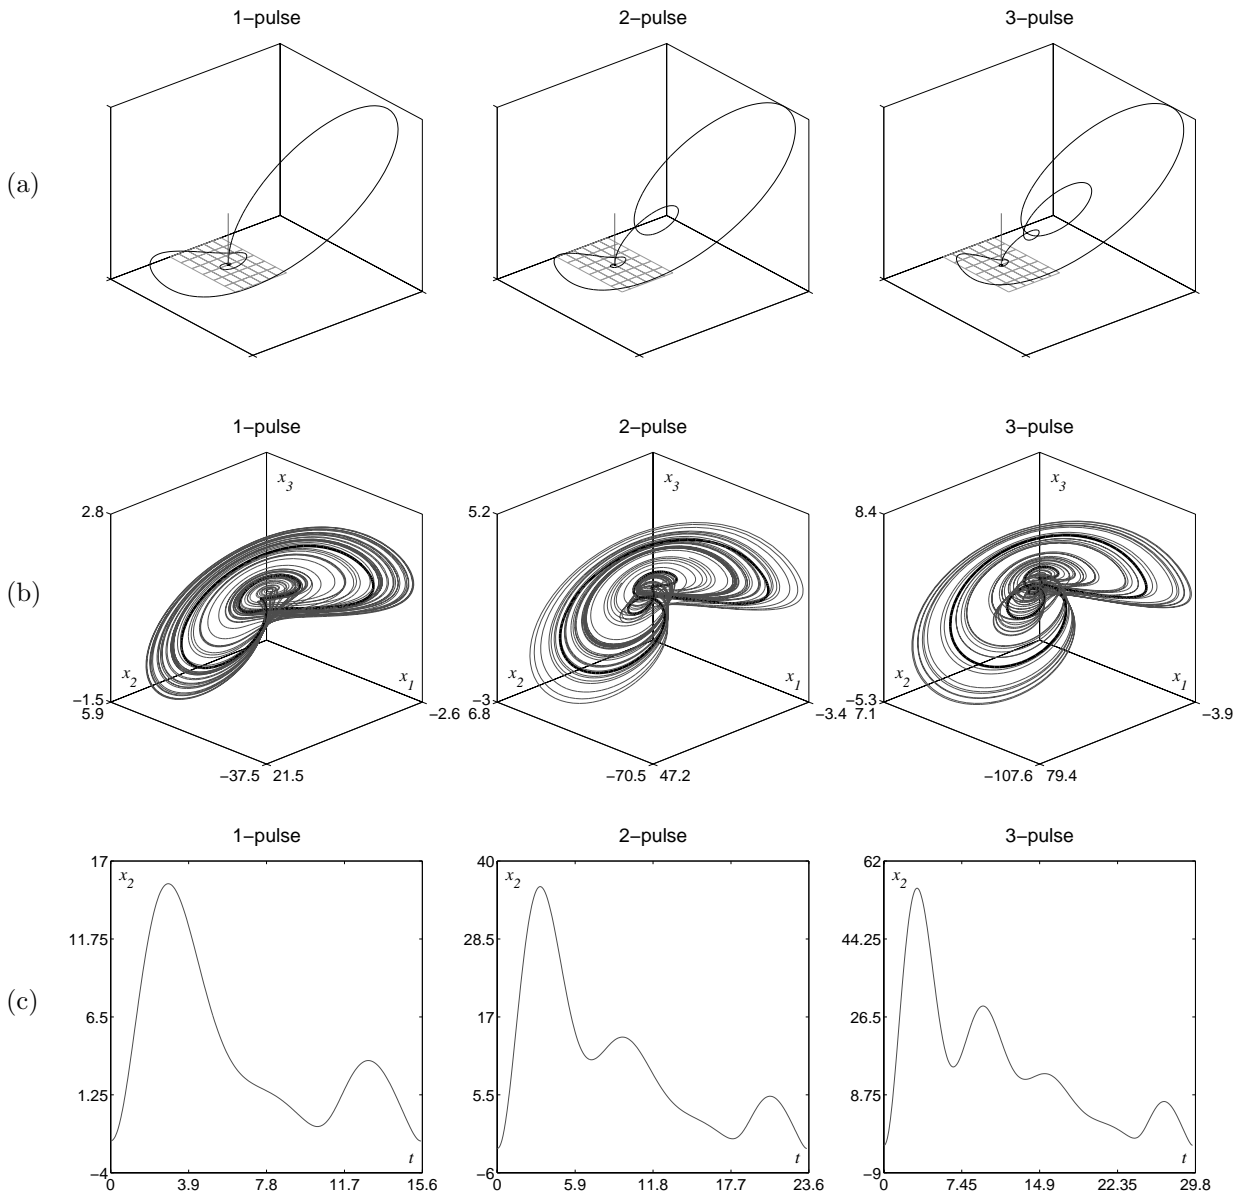 1−pulse 2−pulse 3−pulse
(a)
1−pulse 2−pulse 3−pulse
x3 x3 x3
2.8 5.2 8.4
(b)
x2 x1 x2 x1 x2 x1
−1.5 −3 −5.3
5.9 −2.6 6.8 −3.4 7.1 −3.9
−37.5 21.5 −70.5 47.2 −107.6 79.4
1−pulse 2−pulse 3−pulse
17 40 62
x2 x2 x2
11.75 28.5 44.25
(c)
6.5 17 26.5
1.25 5.5 8.75
t t t
−4 −6 −9
0 3.9 7.8 11.7 15.6 0 5.9 11.8 17.7 23.6 0 7.45 14.9 22.35 29.8